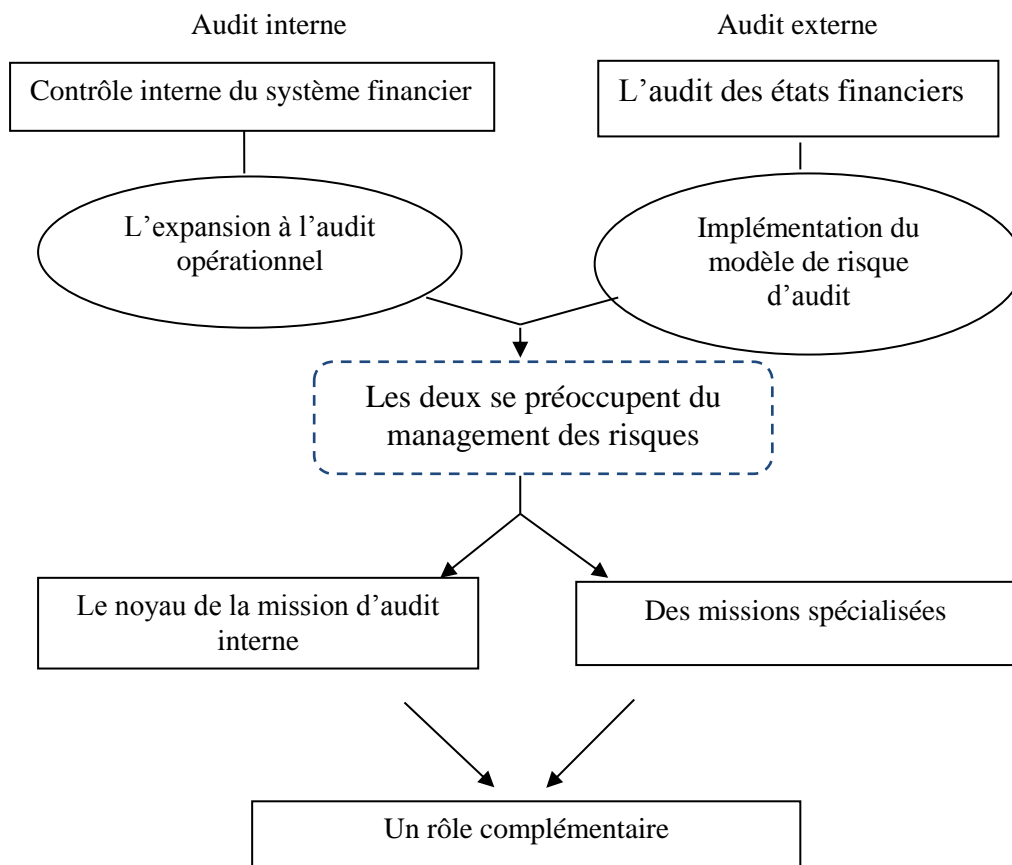 Audit interne
Audit externe
Contrôle interne du système financier
L’audit des états financiers
L’expansion à l’audit
opérationnel
Implémentation du
modèle de risque
d’audit
Les deux se préoccupent du
management des risques
Le noyau de la mission d’audit
interne
Des missions spécialisées
Un rôle complémentaire